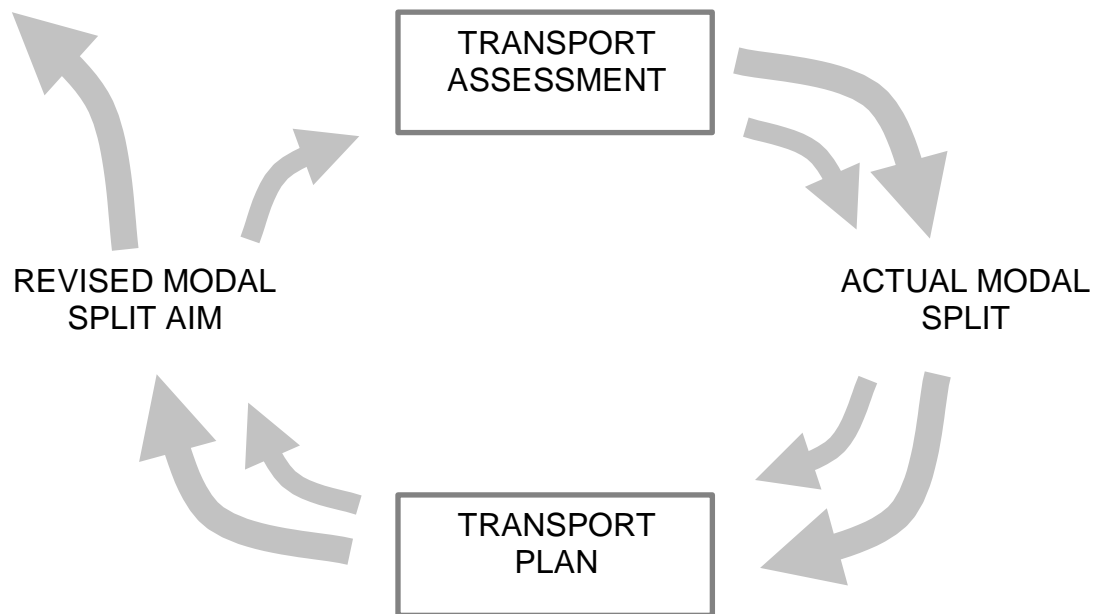 TRANSPORT
ASSESSMENT
REVISED MODAL
SPLIT AIM
ACTUAL MODAL
SPLIT
TRANSPORT
PLAN